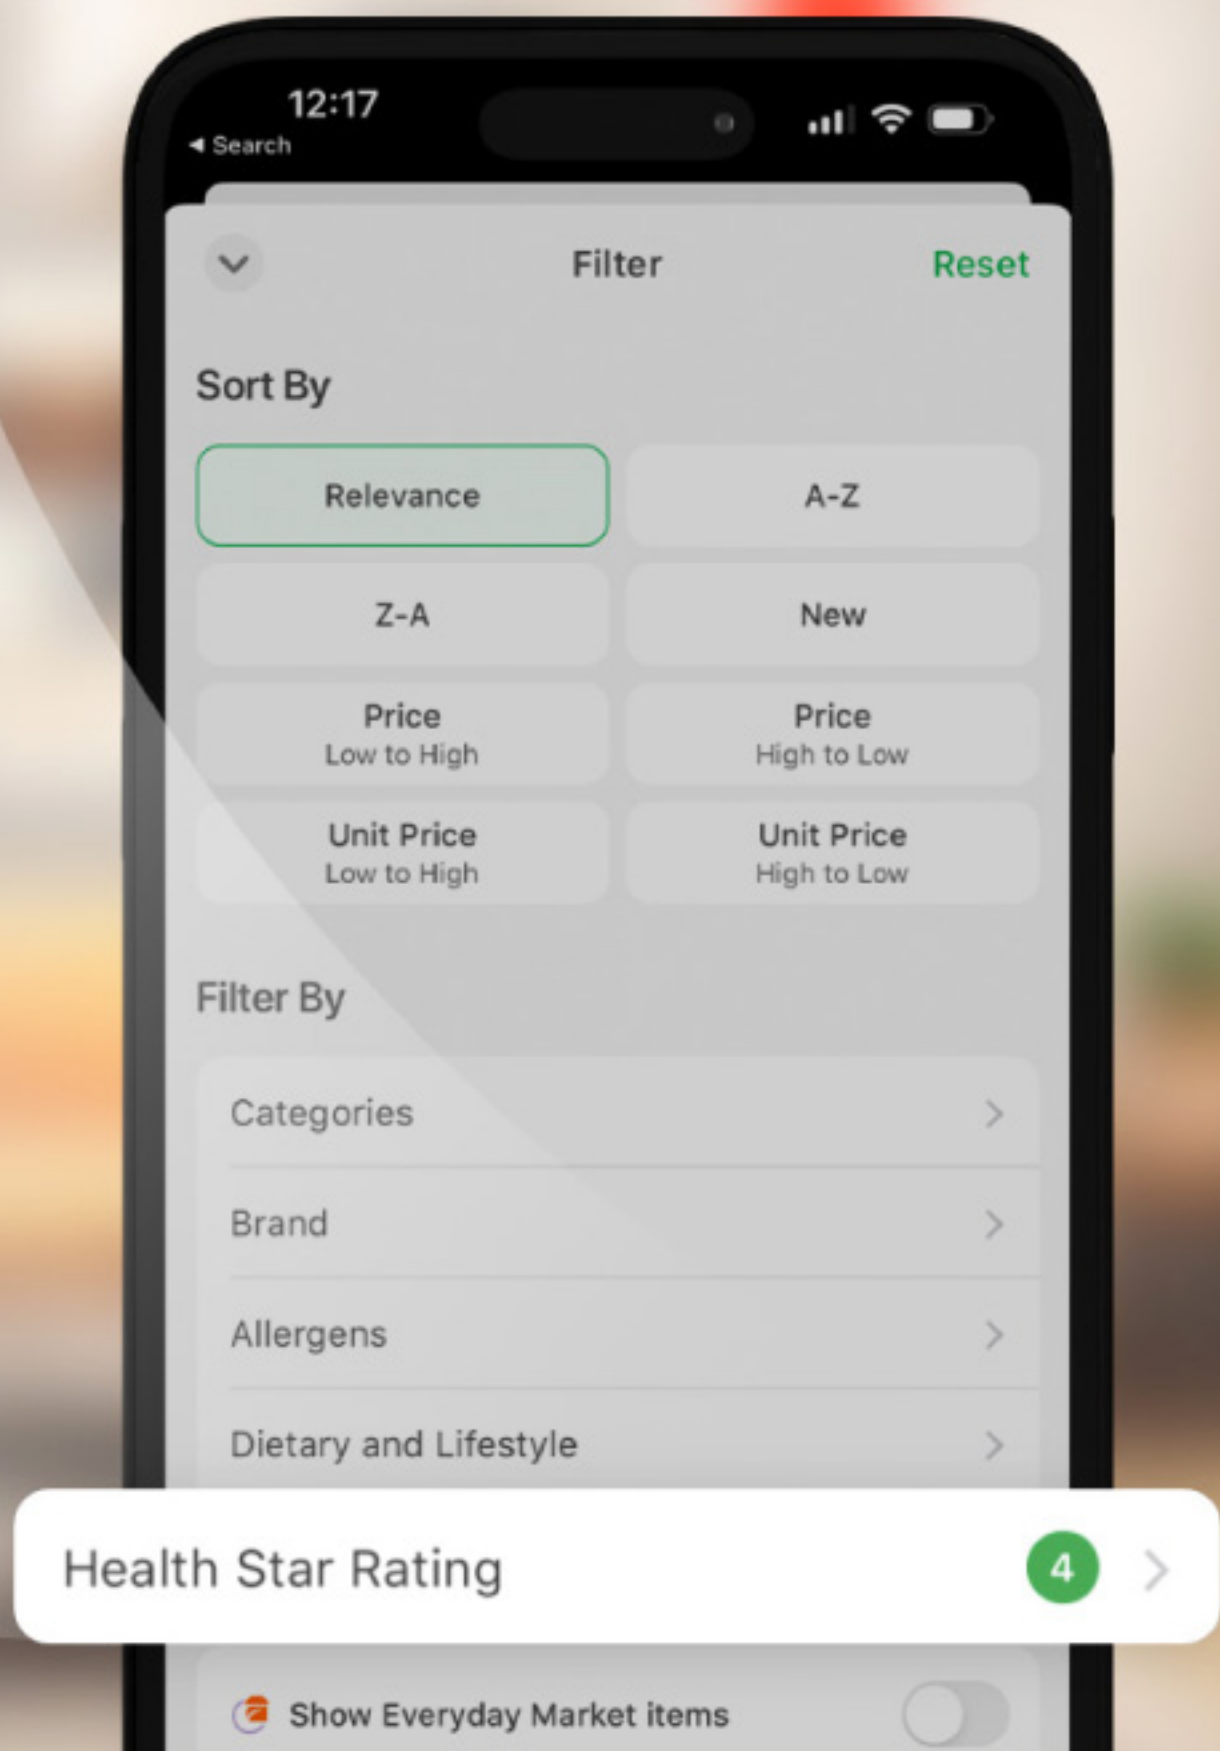 12:17
◀ Search
Filter
Reset
Sort By
Relevance
A-Z
Z-A
New
Price
Low to High
Price
High to Low
Unit Price
Low to High
Unit Price
High to Low
Filter By
Categories
Brand
Allergens
Dietary and Lifestyle
Health Star Rating
4
Show Everyday Market items